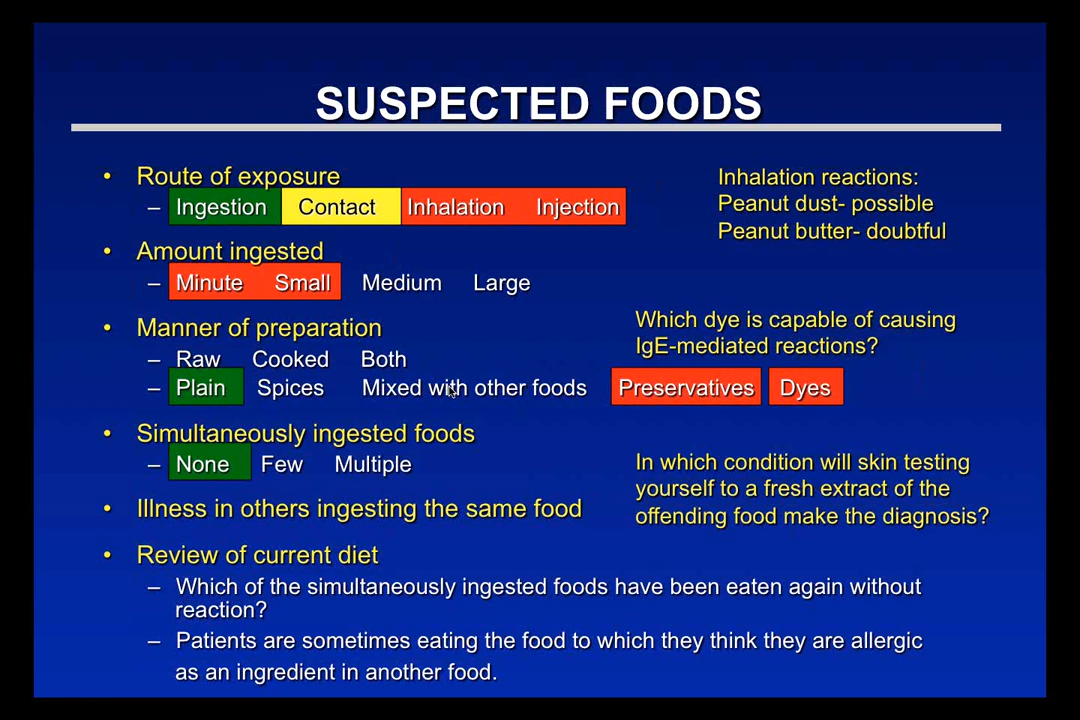 SUSPECTED FOODS
• Route of exposure
– Ingestion Contact Inhalation Injection
Inhalation reactions:
Peanut dust- possible
Peanut butter- doubtful
• Amount ingested
– Minute Small Medium Large
• Manner of preparation
– Raw Cooked Both
– Plain Spices Mixed with other foods Preservatives Dyes
Which dye is capable of causing
IgE-mediated reactions?
• Simultaneously ingested foods
– None Few Multiple
• Illness in others ingesting the same food
In which condition will skin testing
yourself to a fresh extract of the
offending food make the diagnosis?
• Review of current diet
– Which of the simultaneously ingested foods have been eaten again without
reaction?
– Patients are sometimes eating the food to which they think they are allergic
as an ingredient in another food.